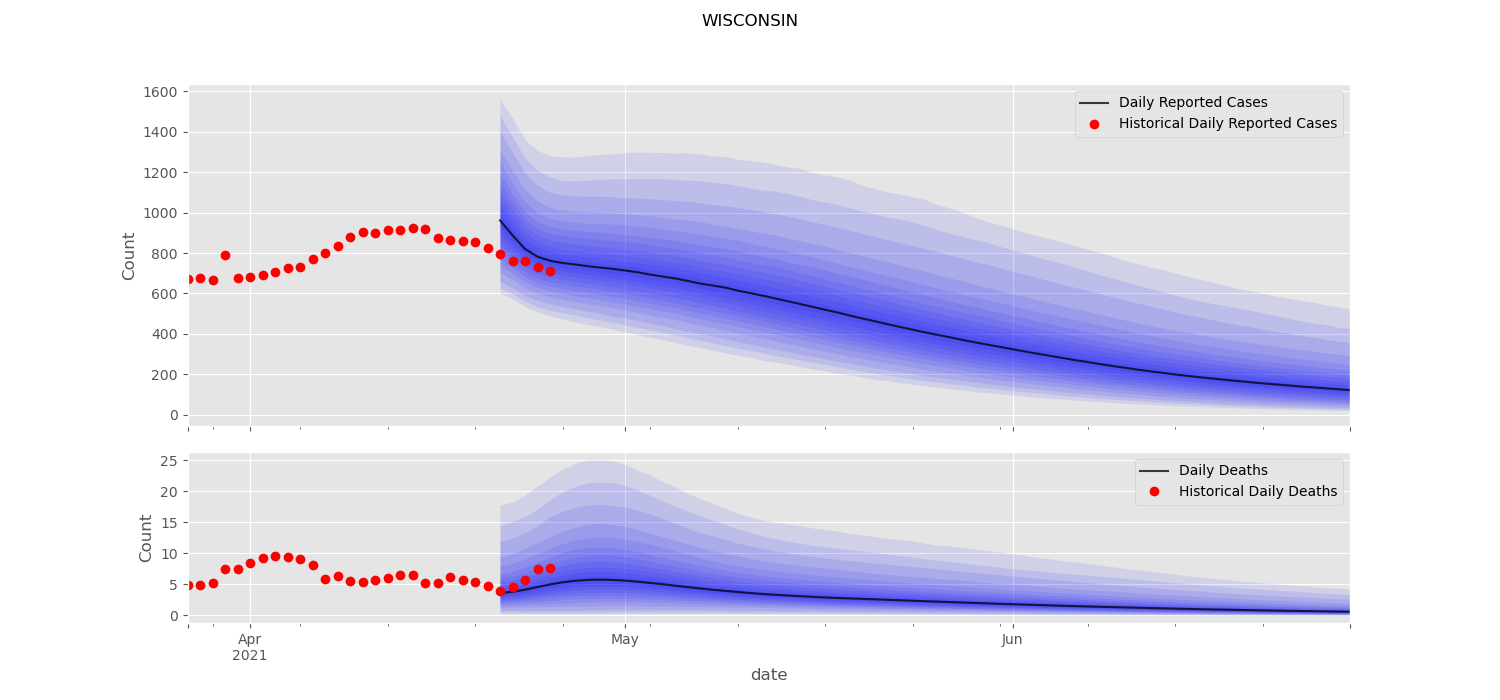 WISCONSIN
1600
1400
1200
1000
800
600
400
200
0
Count
Daily Reported Cases
Historical Daily Reported Cases
25
20
15
10
5
0
Count
Daily Deaths
Historical Daily Deaths
Apr
2021
May
Jun
date